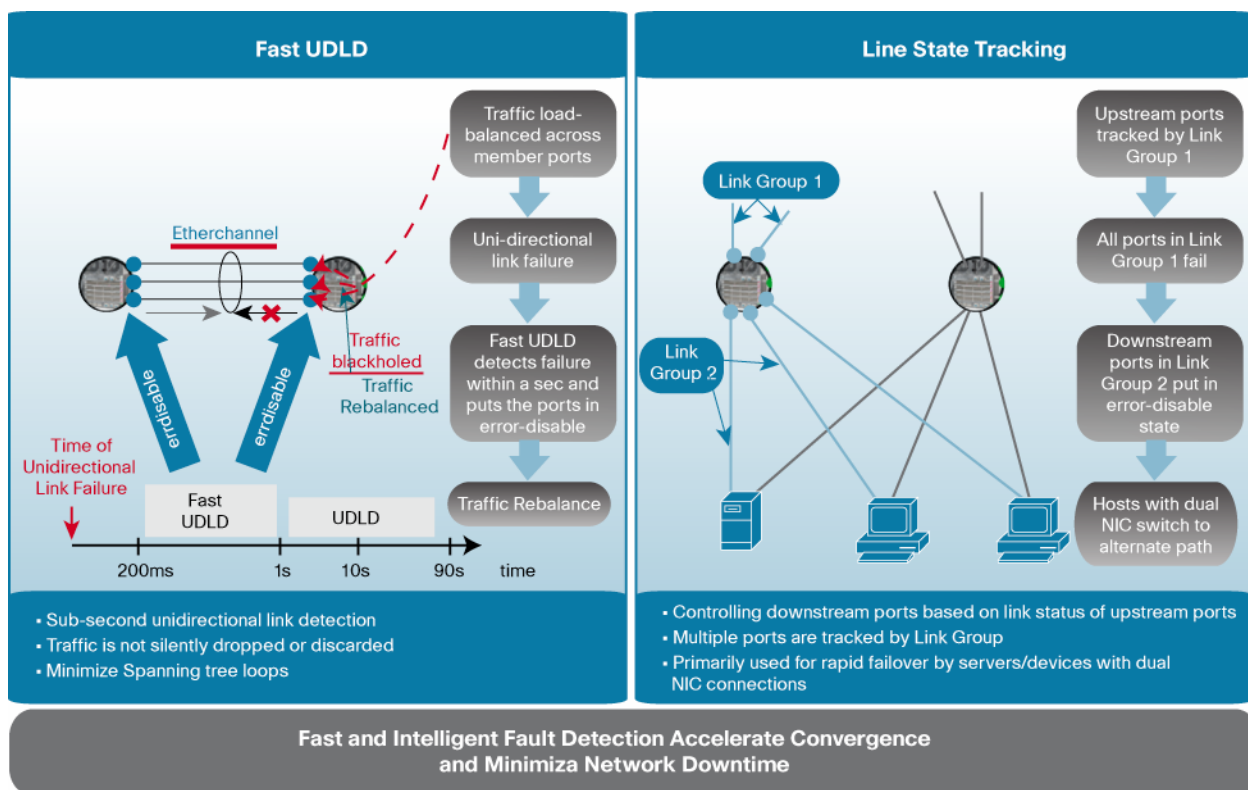 Fast UDLD
Traffic load-
balanced across
member ports
Uni-directional
link failure
Fast UDLD
detects failure
within a sec and
puts the ports in
error-disable
Traffic Rebalance
Etherchannel
Traffic
blackholed
Traffic
Rebalanced
errdisable
errdisable
Time of
Unidirectional
Link Failure
Fast
UDLD
UDLD
200ms
1s
10s
90s
time
▪ Sub-second unidirectional link detection
▪ Traffic is not silently dropped or discarded
▪ Minimize Spanning tree loops
Line State Tracking
Link Group 1
Link
Group 2
Upstream ports
tracked by Link
Group 1
All ports in Link
Group 1 fail
Downstream
ports in Link
Group 2 put in
error-disable
state
Hosts with dual
NIC switch to
alternate path
▪ Controlling downstream ports based on link status of upstream ports
▪ Multiple ports are tracked by Link Group
▪ Primarily used for rapid failover by servers/devices with dual
NIC connections
Fast and Intelligent Fault Detection Accelerate Convergence
and Minimiza Network Downtime